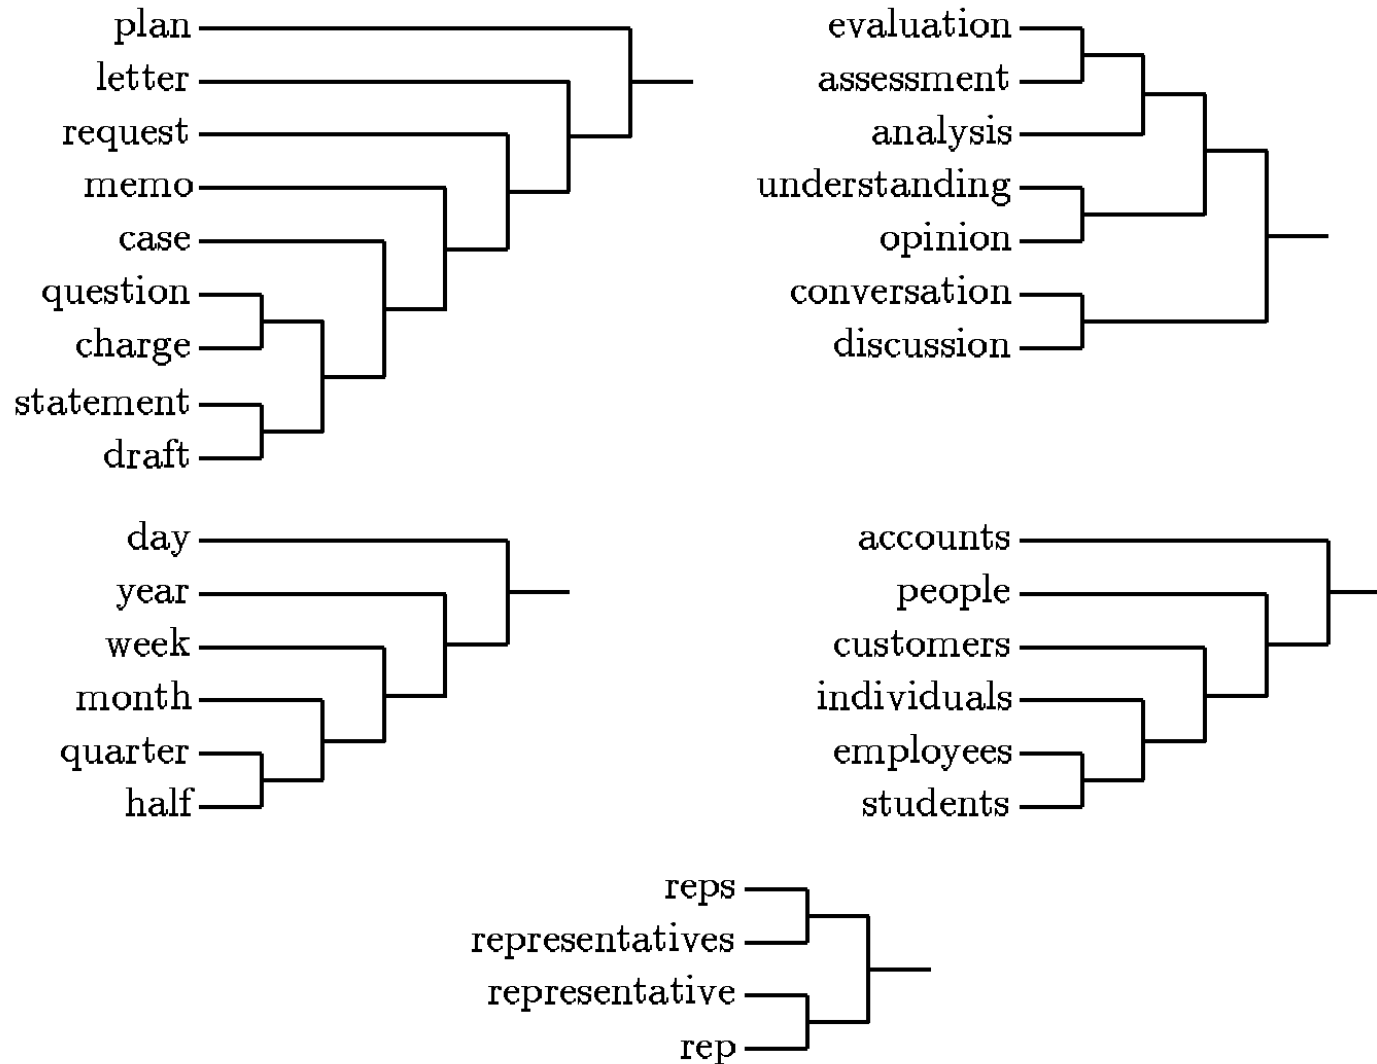 plan
letter
request
memo
case
question
charge
statement
draft
evaluation
assessment
analysis
understanding
opinion
conversation
discussion
day
year
week
month
quarter
half
accounts
people
customers
individuals
employees
students
reps
representatives
representative
rep